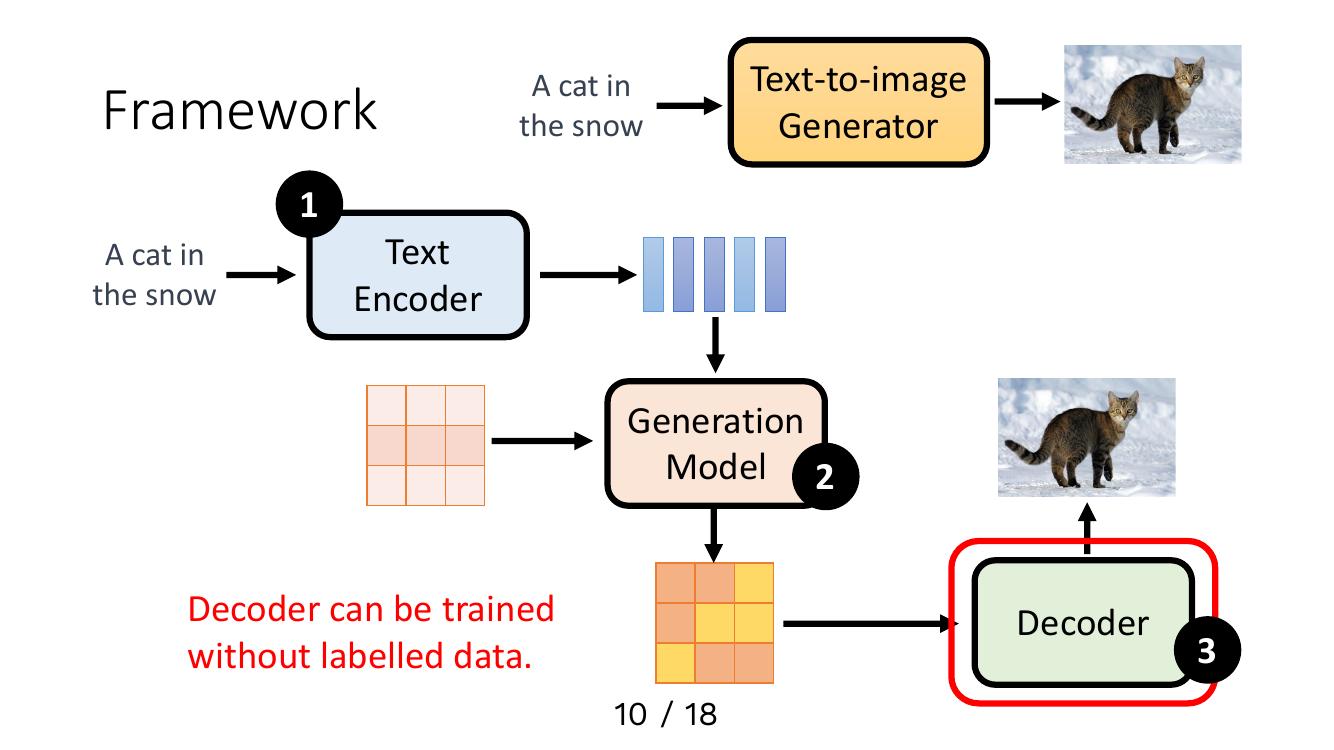 Framework
A cat in
the snow
Text-to-image
Generator
1
A cat in
the snow
Text
Encoder
Generation
Model
2
Decoder can be trained
without labelled data.
Decoder
3
10 / 18